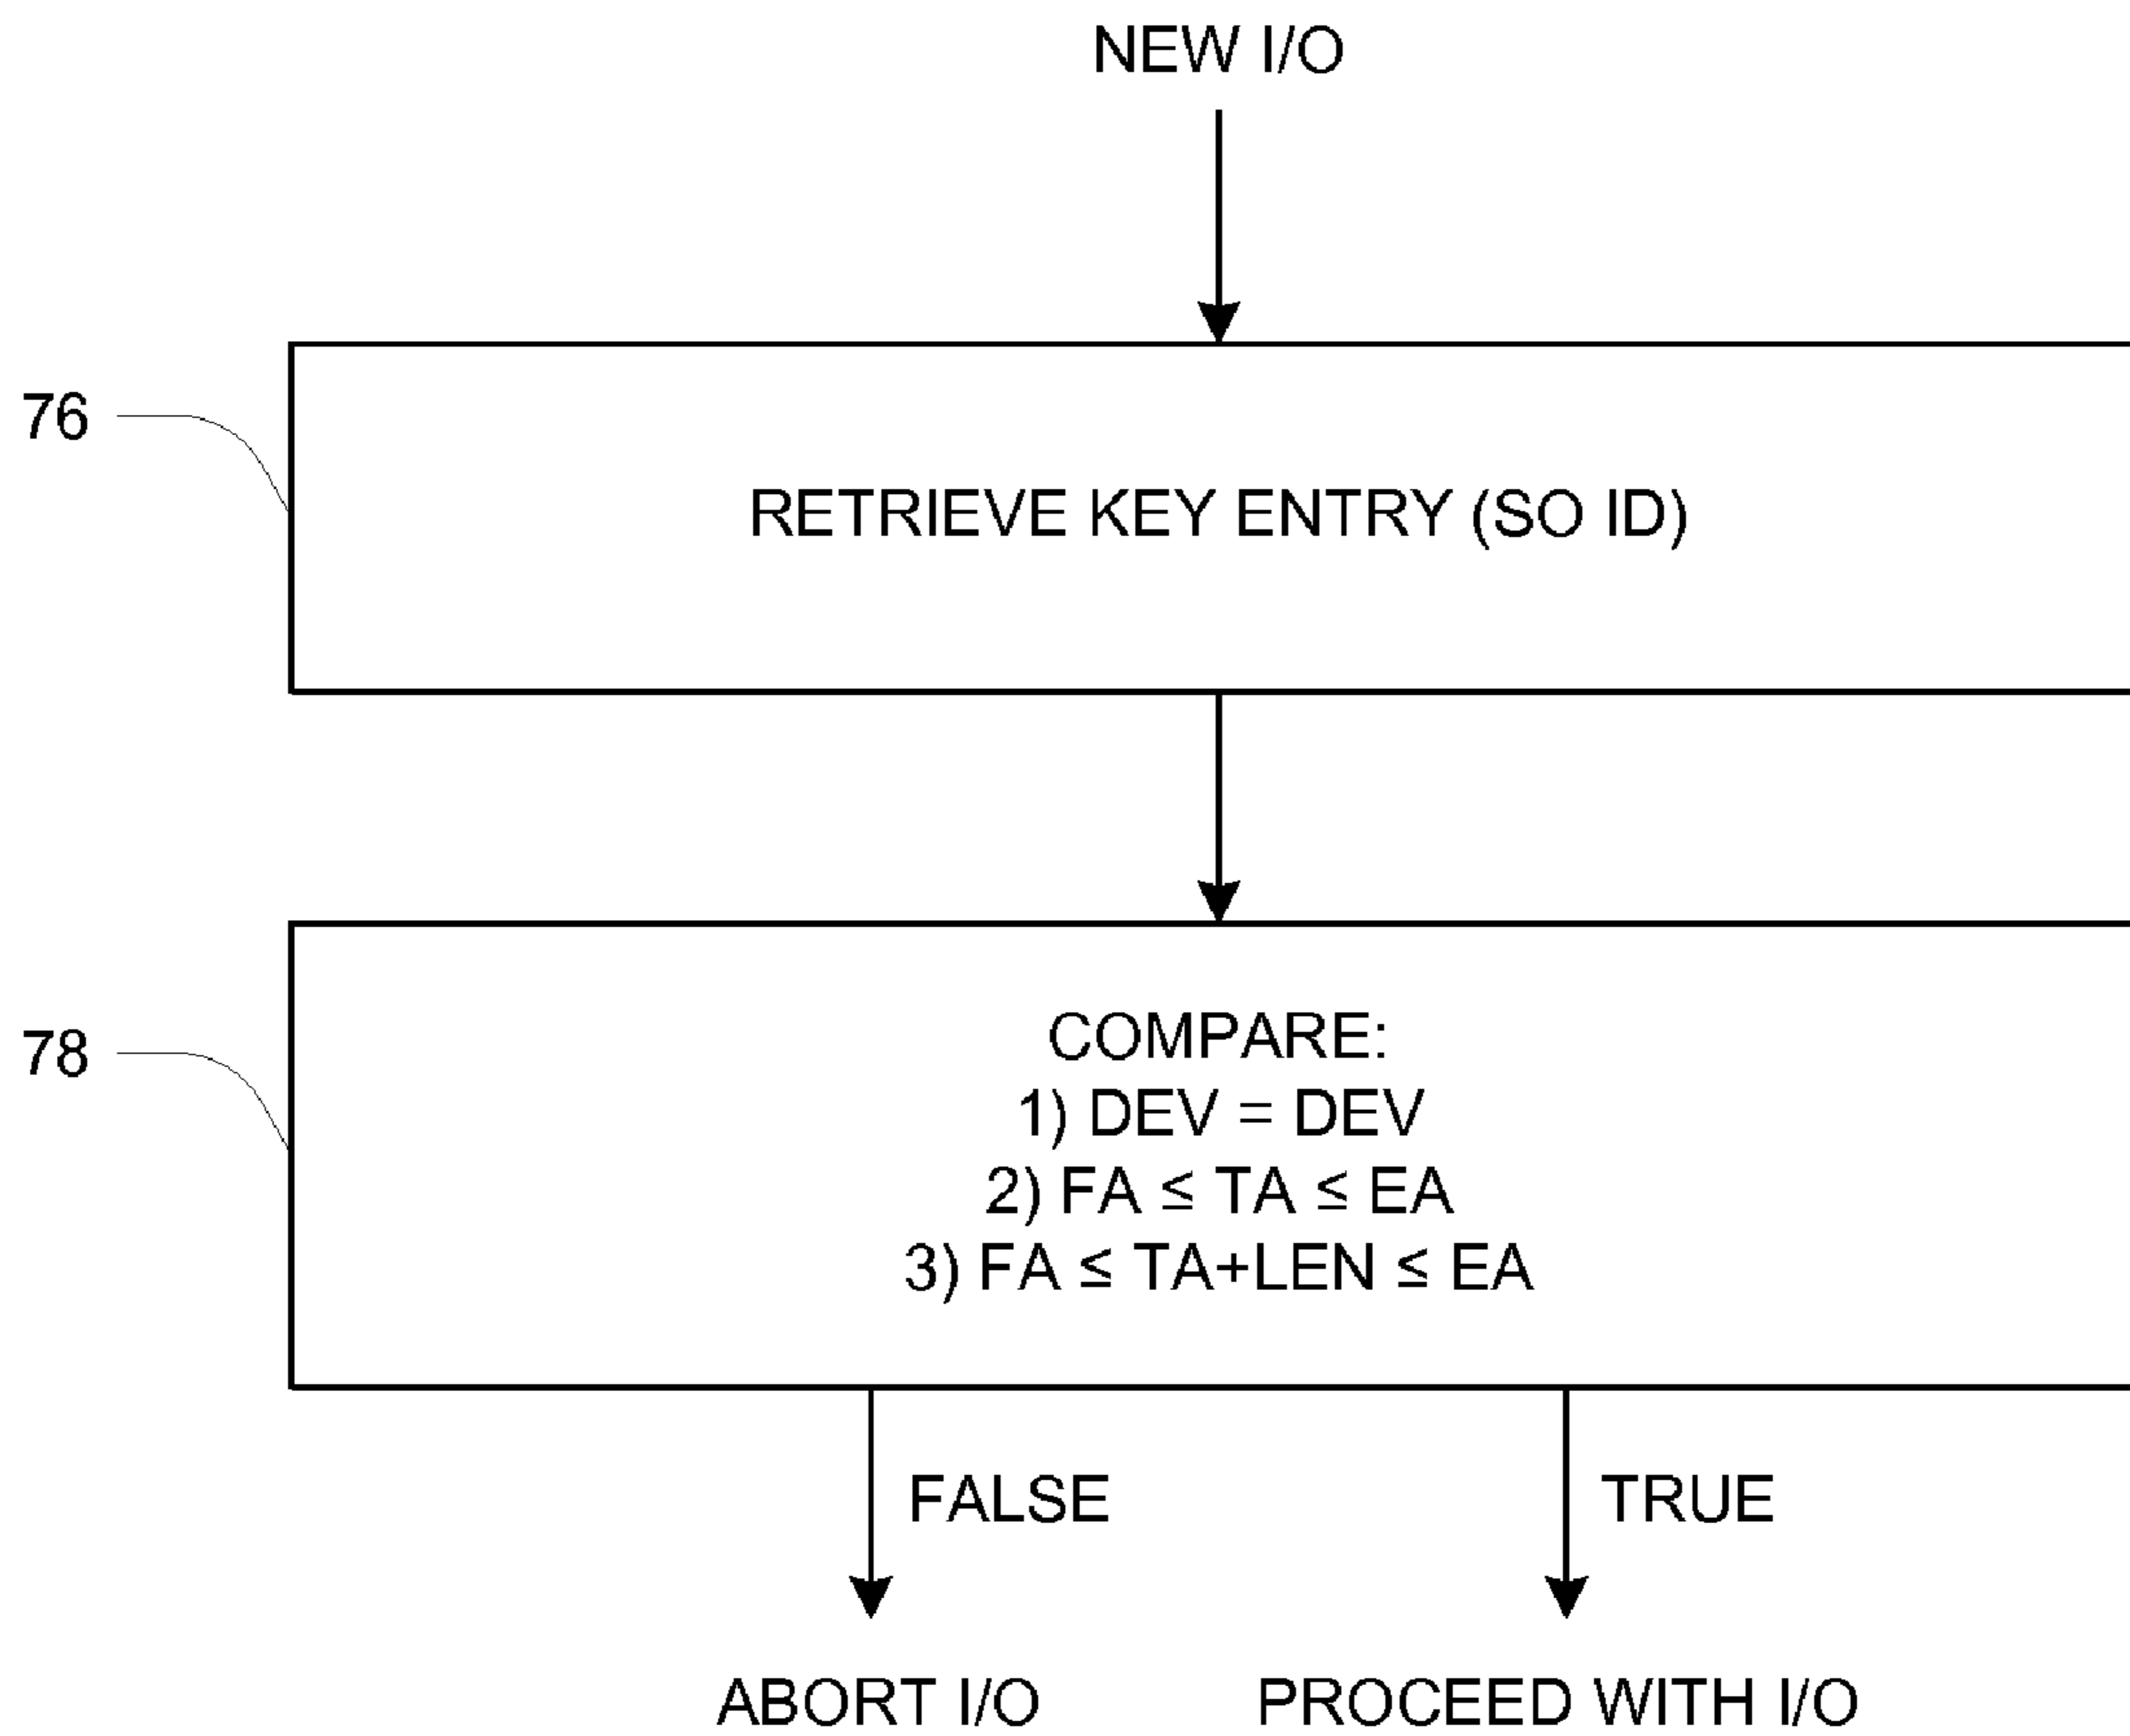 NEW I/O
76
RETRIEVE KEY ENTRY (SO ID)
78
COMPARE:
1) DEV = DEV
2) FA ≤ TA ≤ EA
3) FA ≤ TA+LEN ≤ EA
FALSE
TRUE
ABORT I/O
PROCEED WITH I/O